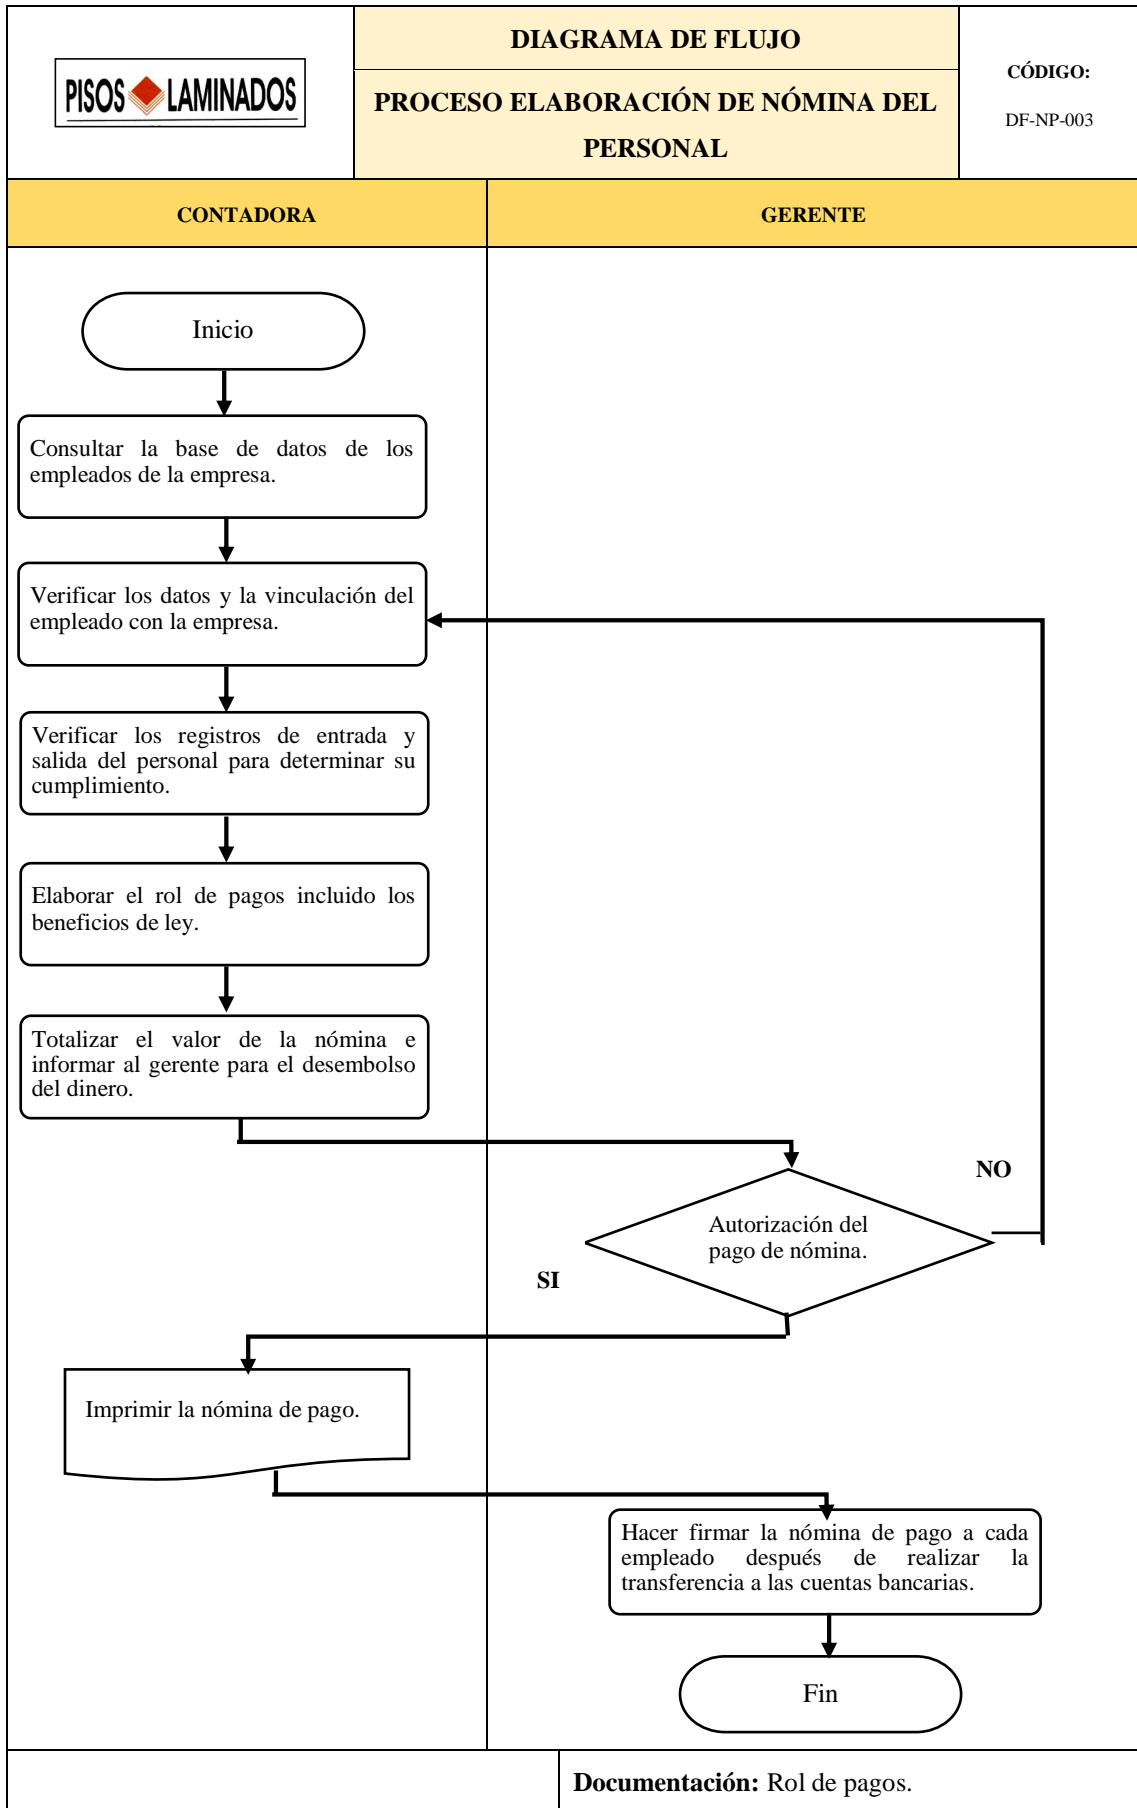 PISOS LAMINADOS
DIAGRAMA DE FLUJO
PROCESO ELABORACIÓN DE NÓMINA DEL
PERSONAL
CÓDIGO:
DF-NP-003
CONTADORA
GERENTE
Inicio
Consultar la base de datos de los
empleados de la empresa.
Verificar los datos y la vinculación del
empleado con la empresa.
Verificar los registros de entrada y
salida del personal para determinar su
cumplimiento.
Elaborar el rol de pagos incluido los
beneficios de ley.
Totalizar el valor de la nómina e
informar al gerente para el desembolso
del dinero.
NO
Autorización del
pago de nómina.
SI
Imprimir la nómina de pago.
Hacer firmar la nómina de pago a cada
empleado después de realizar la
transferencia a las cuentas bancarias.
Fin
Documentación: Rol de pagos.